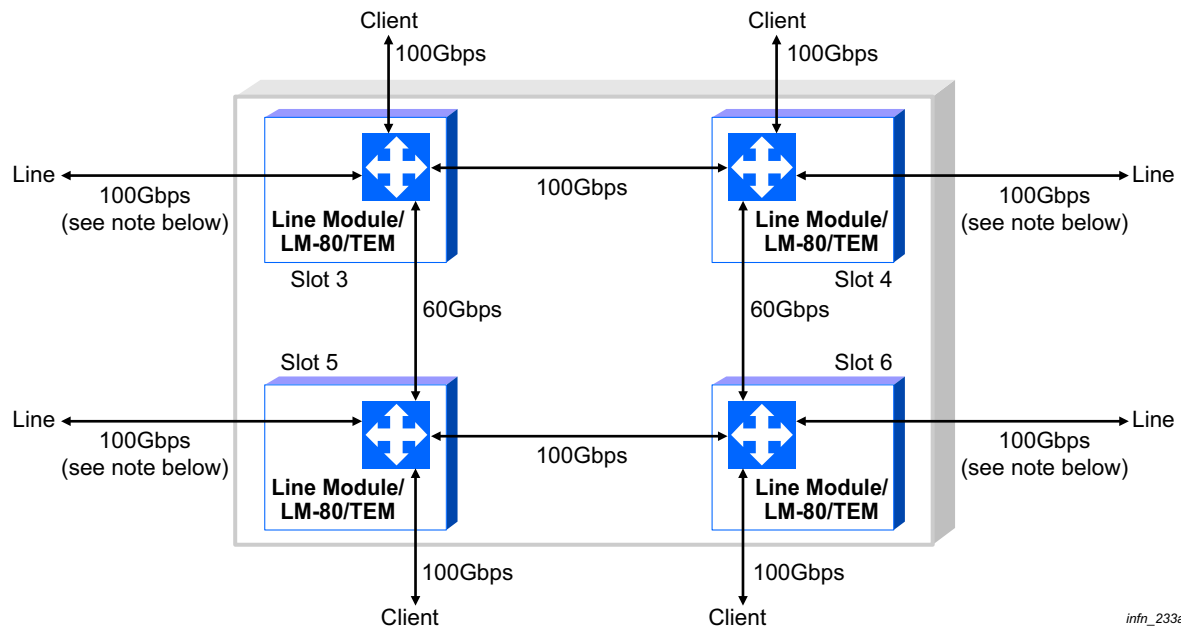 Client
Client
100Gbps
100Gbps
Line
100Gbps
(see note below)
100Gbps
100Gbps
(see note below)
Line
Line Module/
LM-80/TEM
Line Module/
LM-80/TEM
Slot 3
Slot 4
60Gbps
60Gbps
Slot 5
Slot 6
Line
100Gbps
(see note below)
100Gbps
100Gbps
(see note below)
Line
Line Module/
LM-80/TEM
Line Module/
LM-80/TEM
100Gbps
100Gbps
Client
Client
infn_233a